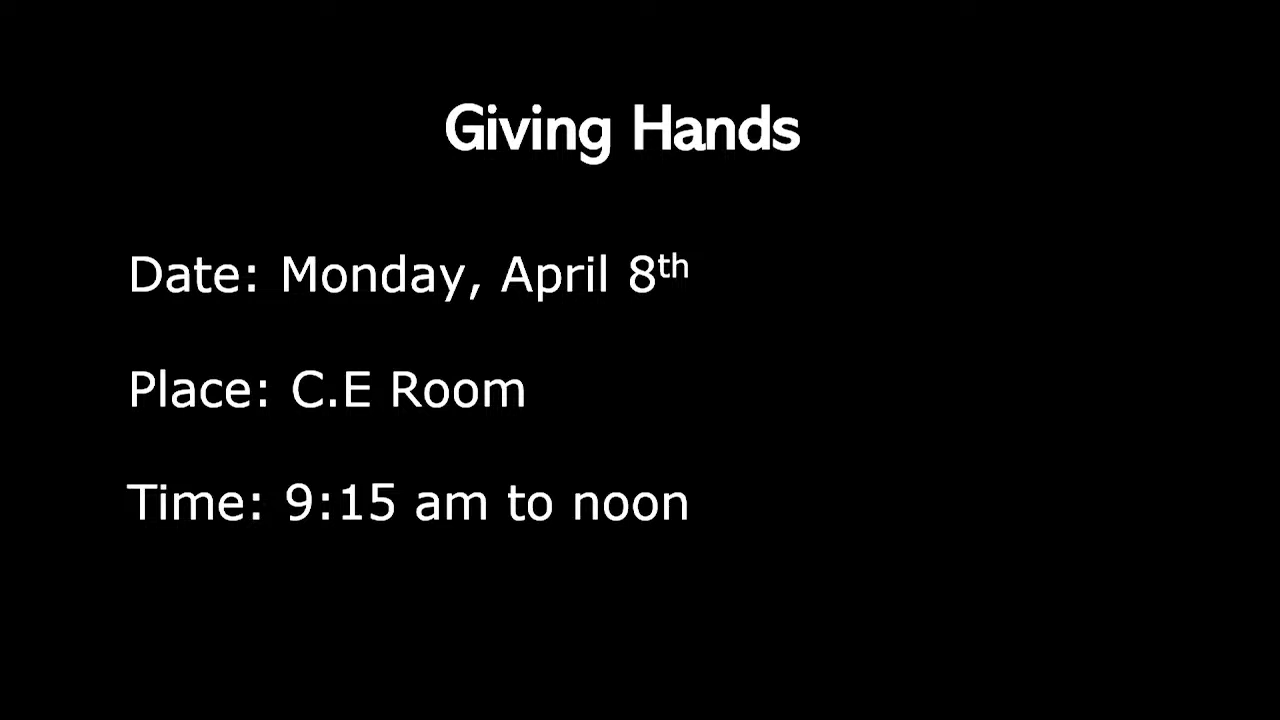 Giving Hands
Date: Monday, April 8th
Place: C.E Room
Time: 9:15 am to noon